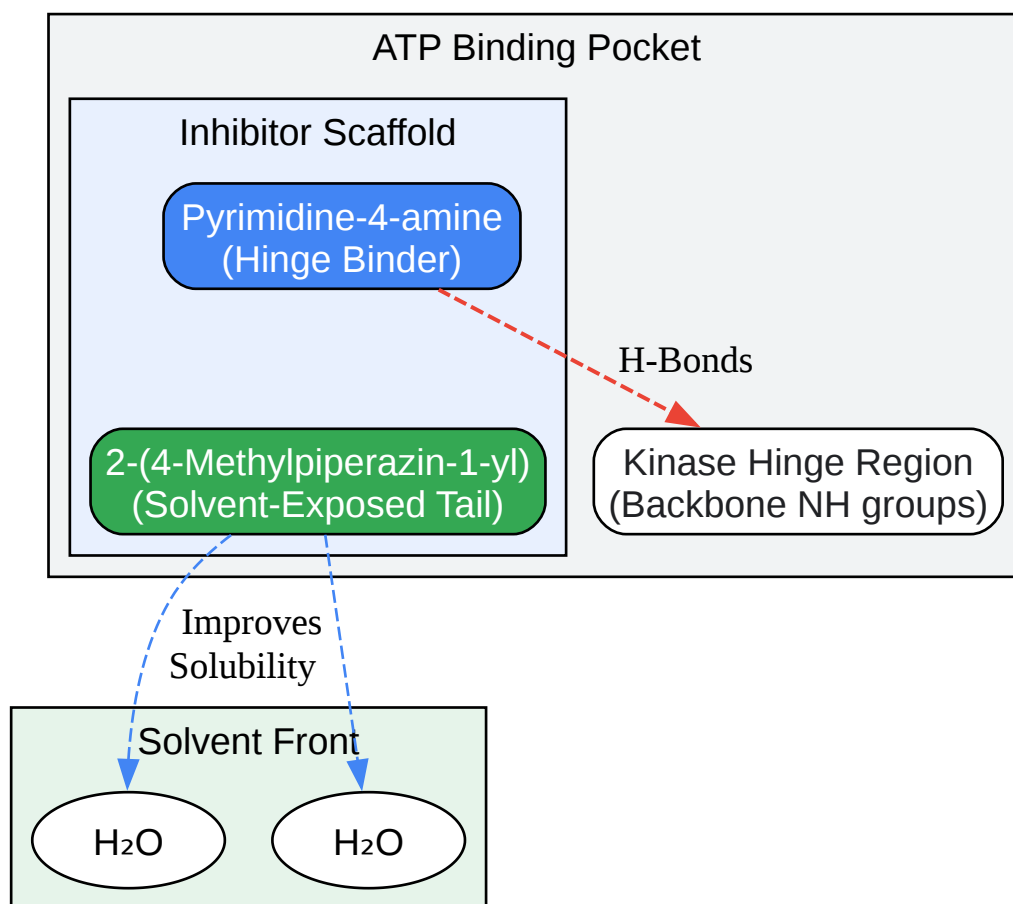 ATP Binding Pocket
Inhibitor Scaffold
Pyrimidine-4-amine
(Hinge Binder)
H-Bonds
2-(4-Methylpiperazin-1-yl)
(Solvent-Exposed Tail)
Kinase Hinge Region
(Backbone NH groups)
Improves
Solubility
Solvent Front
H₂O
H₂O